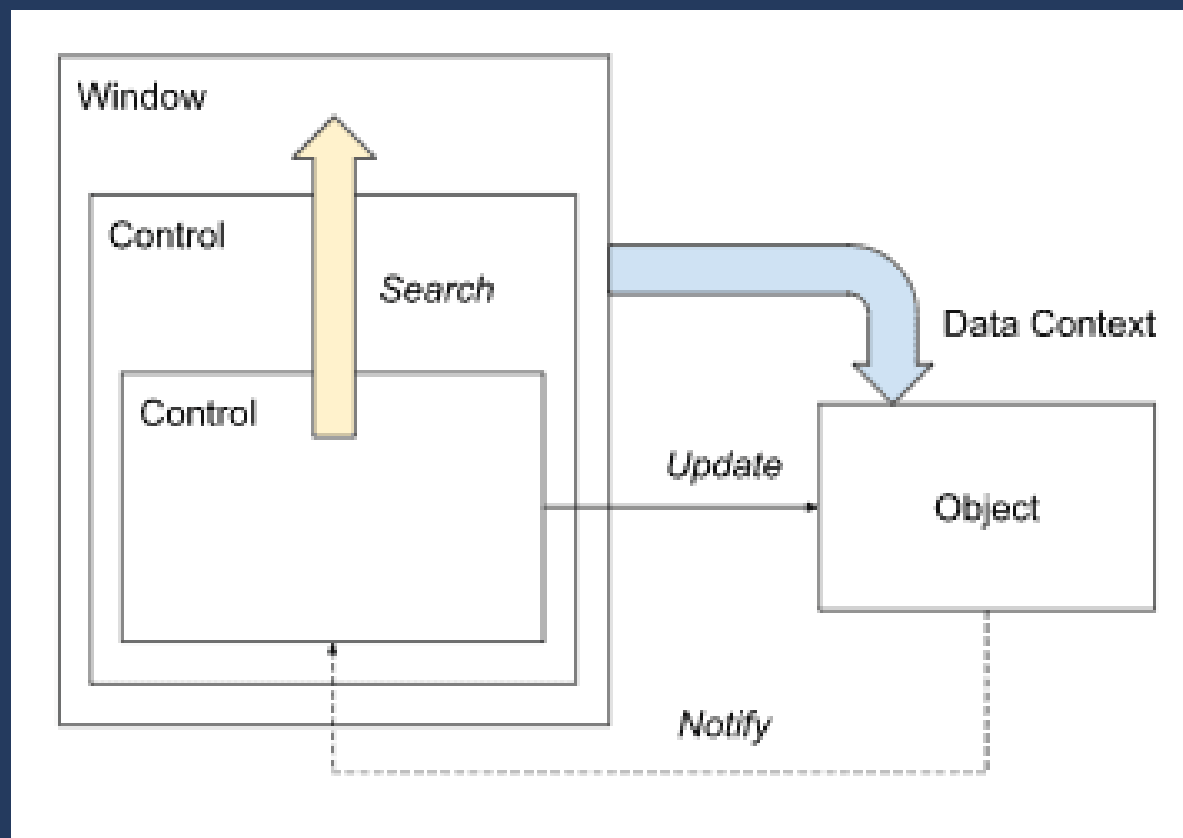 Window
Control
Search
Data Context
Control
Update
Object
Notify